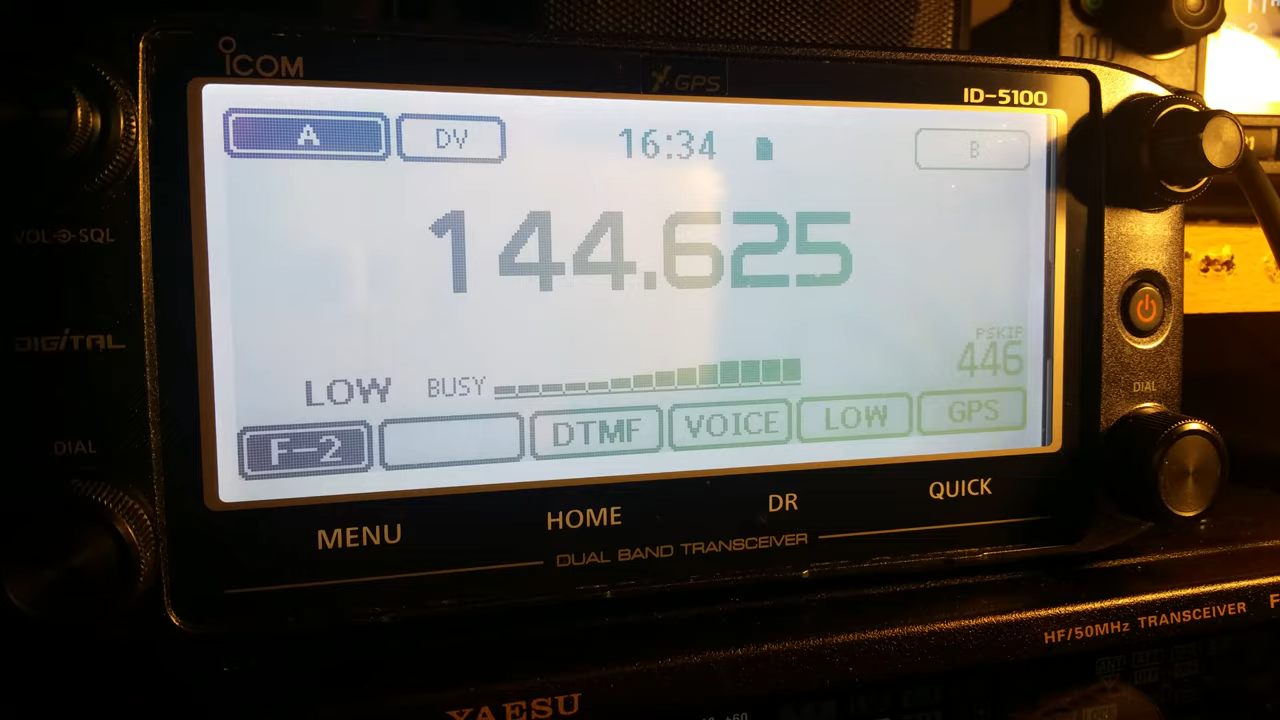 ICOM
GPS
ID-5100
A DV 16:34 B
144.625
PSKIP
446
LOW BUSY
F-2 DTMF VOICE LOW GPS
VOL SQL
DIGITAL
DIAL
DIAL
MENU HOME DR QUICK
DUAL BAND TRANSCEIVER
HF/50MHz TRANSCEIVER F
YAESU
+60